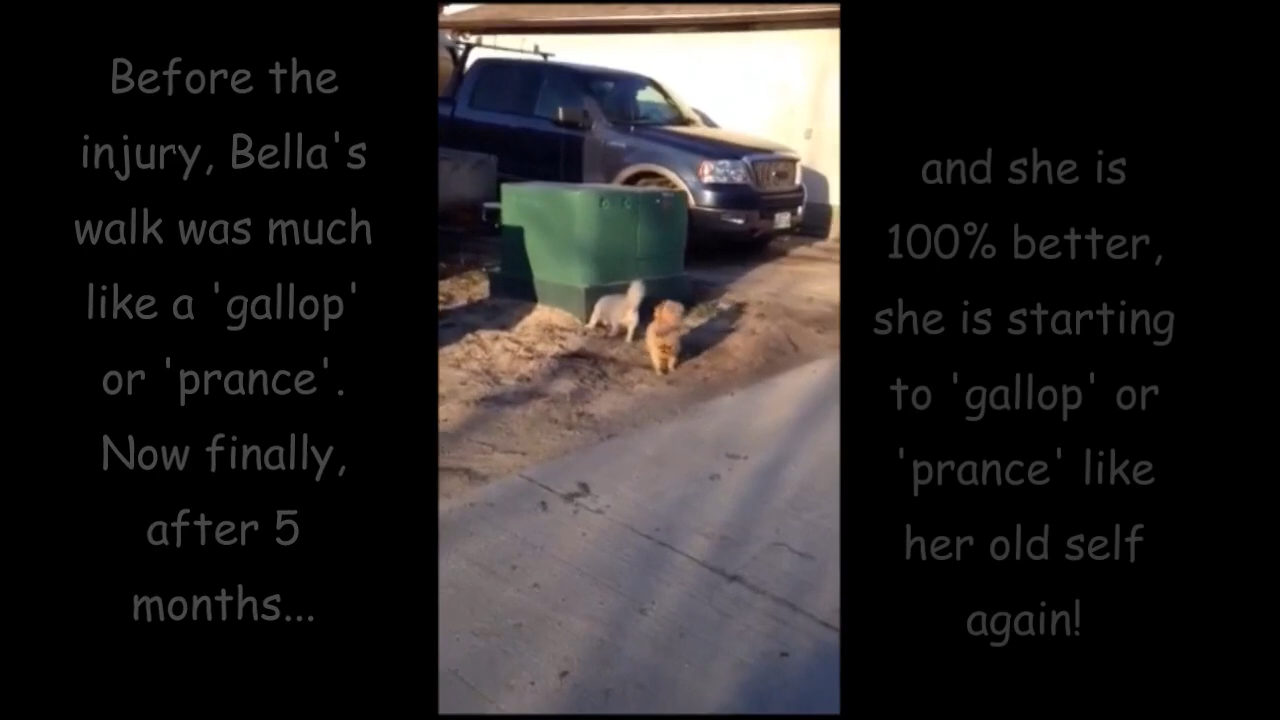 Before the
injury, Bella's
walk was much
like a 'gallop'
or 'prance'.
Now finally,
after 5
months...
and she is
100% better,
she is starting
to 'gallop' or
'prance' like
her old self
again!